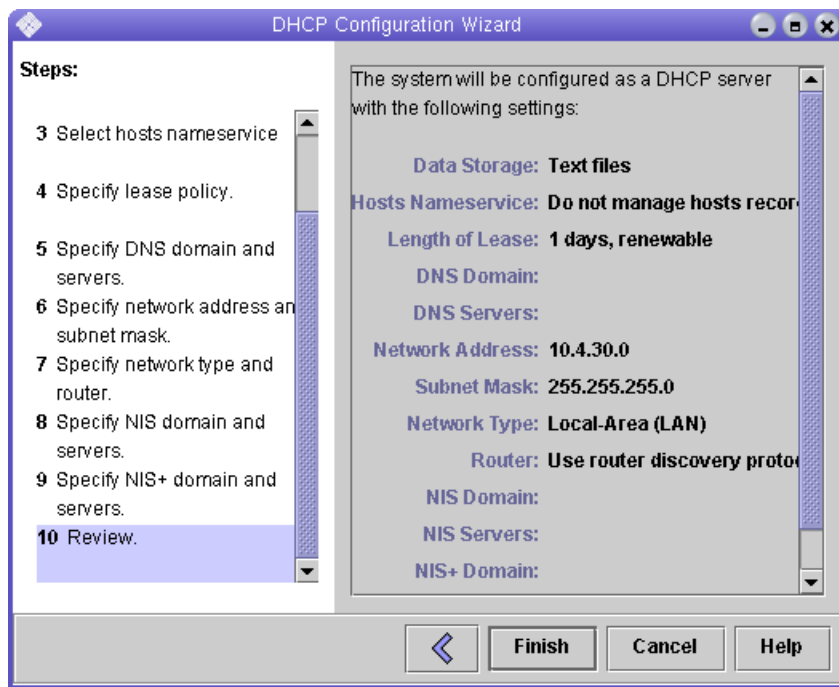 DHCP Configuration Wizard
Steps:
3 Select hosts nameservice
4 Specify lease policy.
5 Specify DNS domain and
servers.
6 Specify network address an
subnet mask.
7 Specify network type and
router.
8 Specify NIS domain and
servers.
9 Specify NIS+ domain and
servers.
10 Review.
The system will be configured as a DHCP server
with the following settings:
Data Storage: Text files
Hosts Nameservice: Do not manage hosts recor
Length of Lease: 1 days, renewable
DNS Domain:
DNS Servers:
Network Address: 10.4.30.0
Subnet Mask: 255.255.255.0
Network Type: Local-Area (LAN)
Router: Use router discovery proto
NIS Domain:
NIS Servers:
NIS+ Domain:
Finish
Cancel
Help